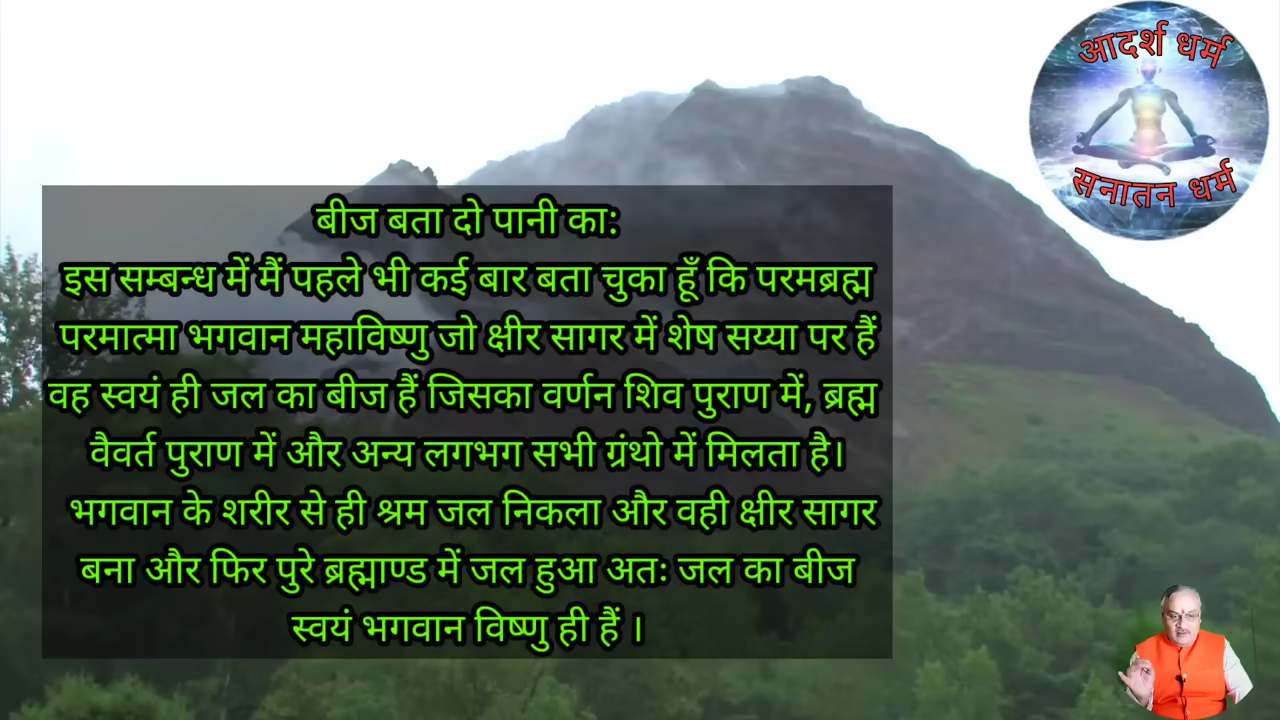 आदर्श धर्म
सनातन धर्म
बीज बता दो पानी का:
इस सम्बन्ध में मैं पहले भी कई बार बता चुका हूँ कि परमब्रह्म
परमात्मा भगवान महाविष्णु जो क्षीर सागर में शेष सय्या पर हैं
वह स्वयं ही जल का बीज हैं जिसका वर्णन शिव पुराण में, ब्रह्म
वैवर्त पुराण में और अन्य लगभग सभी ग्रंथो में मिलता है।
भगवान के शरीर से ही श्रम जल निकला और वही क्षीर सागर
बना और फिर पुरे ब्रह्माण्ड में जल हुआ अतः जल का बीज
स्वयं भगवान विष्णु ही हैं ।